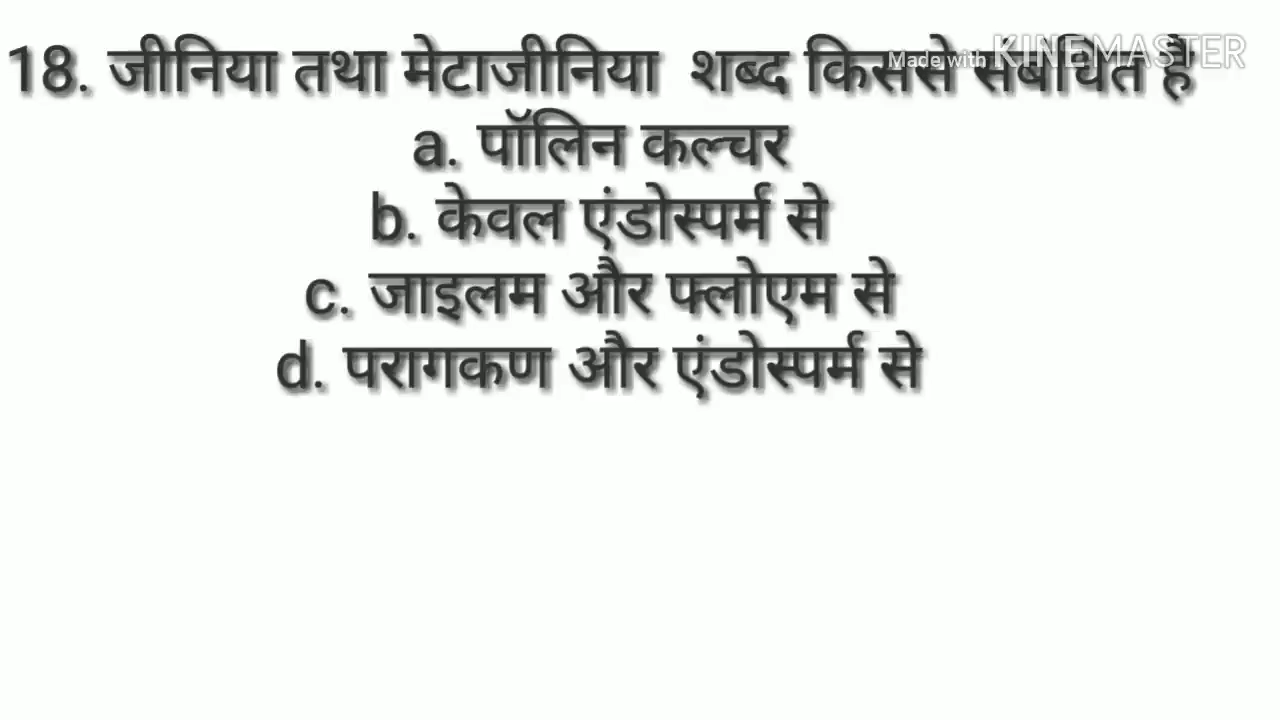 18. जीनिया तथा मेटाजीनिया शब्द किससे संबंधित है
Made with KINEMASTER
a. पॉलिन कल्चर
b. केवल एंडोस्पर्म से
c. जाइलम और फ्लोएम से
d. परागकण और एंडोस्पर्म से